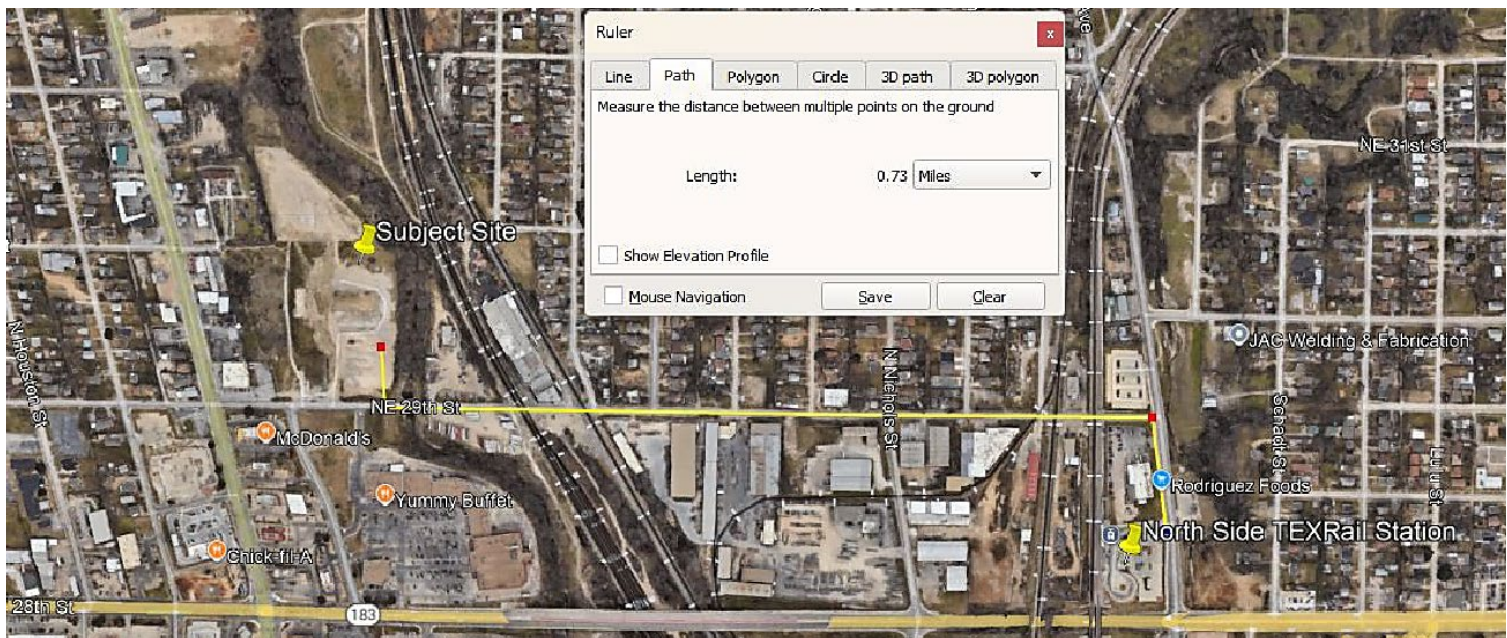 Ruler
x
Line Path Polygon Circle 3D path 3D polygon
Measure the distance between multiple points on the ground
Length: 0.73 Miles
Show Elevation Profile
Mouse Navigation Save Clear
Ave
NE 31st St
Subject Site
JAC Welding & Fabrication
N Houston St
N Nichols St
NE 29th St
McDonald's
Schadt St
Lulu St
Yummy Buffet
Rodriguez Foods
North Side TEXRail Station
Chick-fil-A
28th St
183